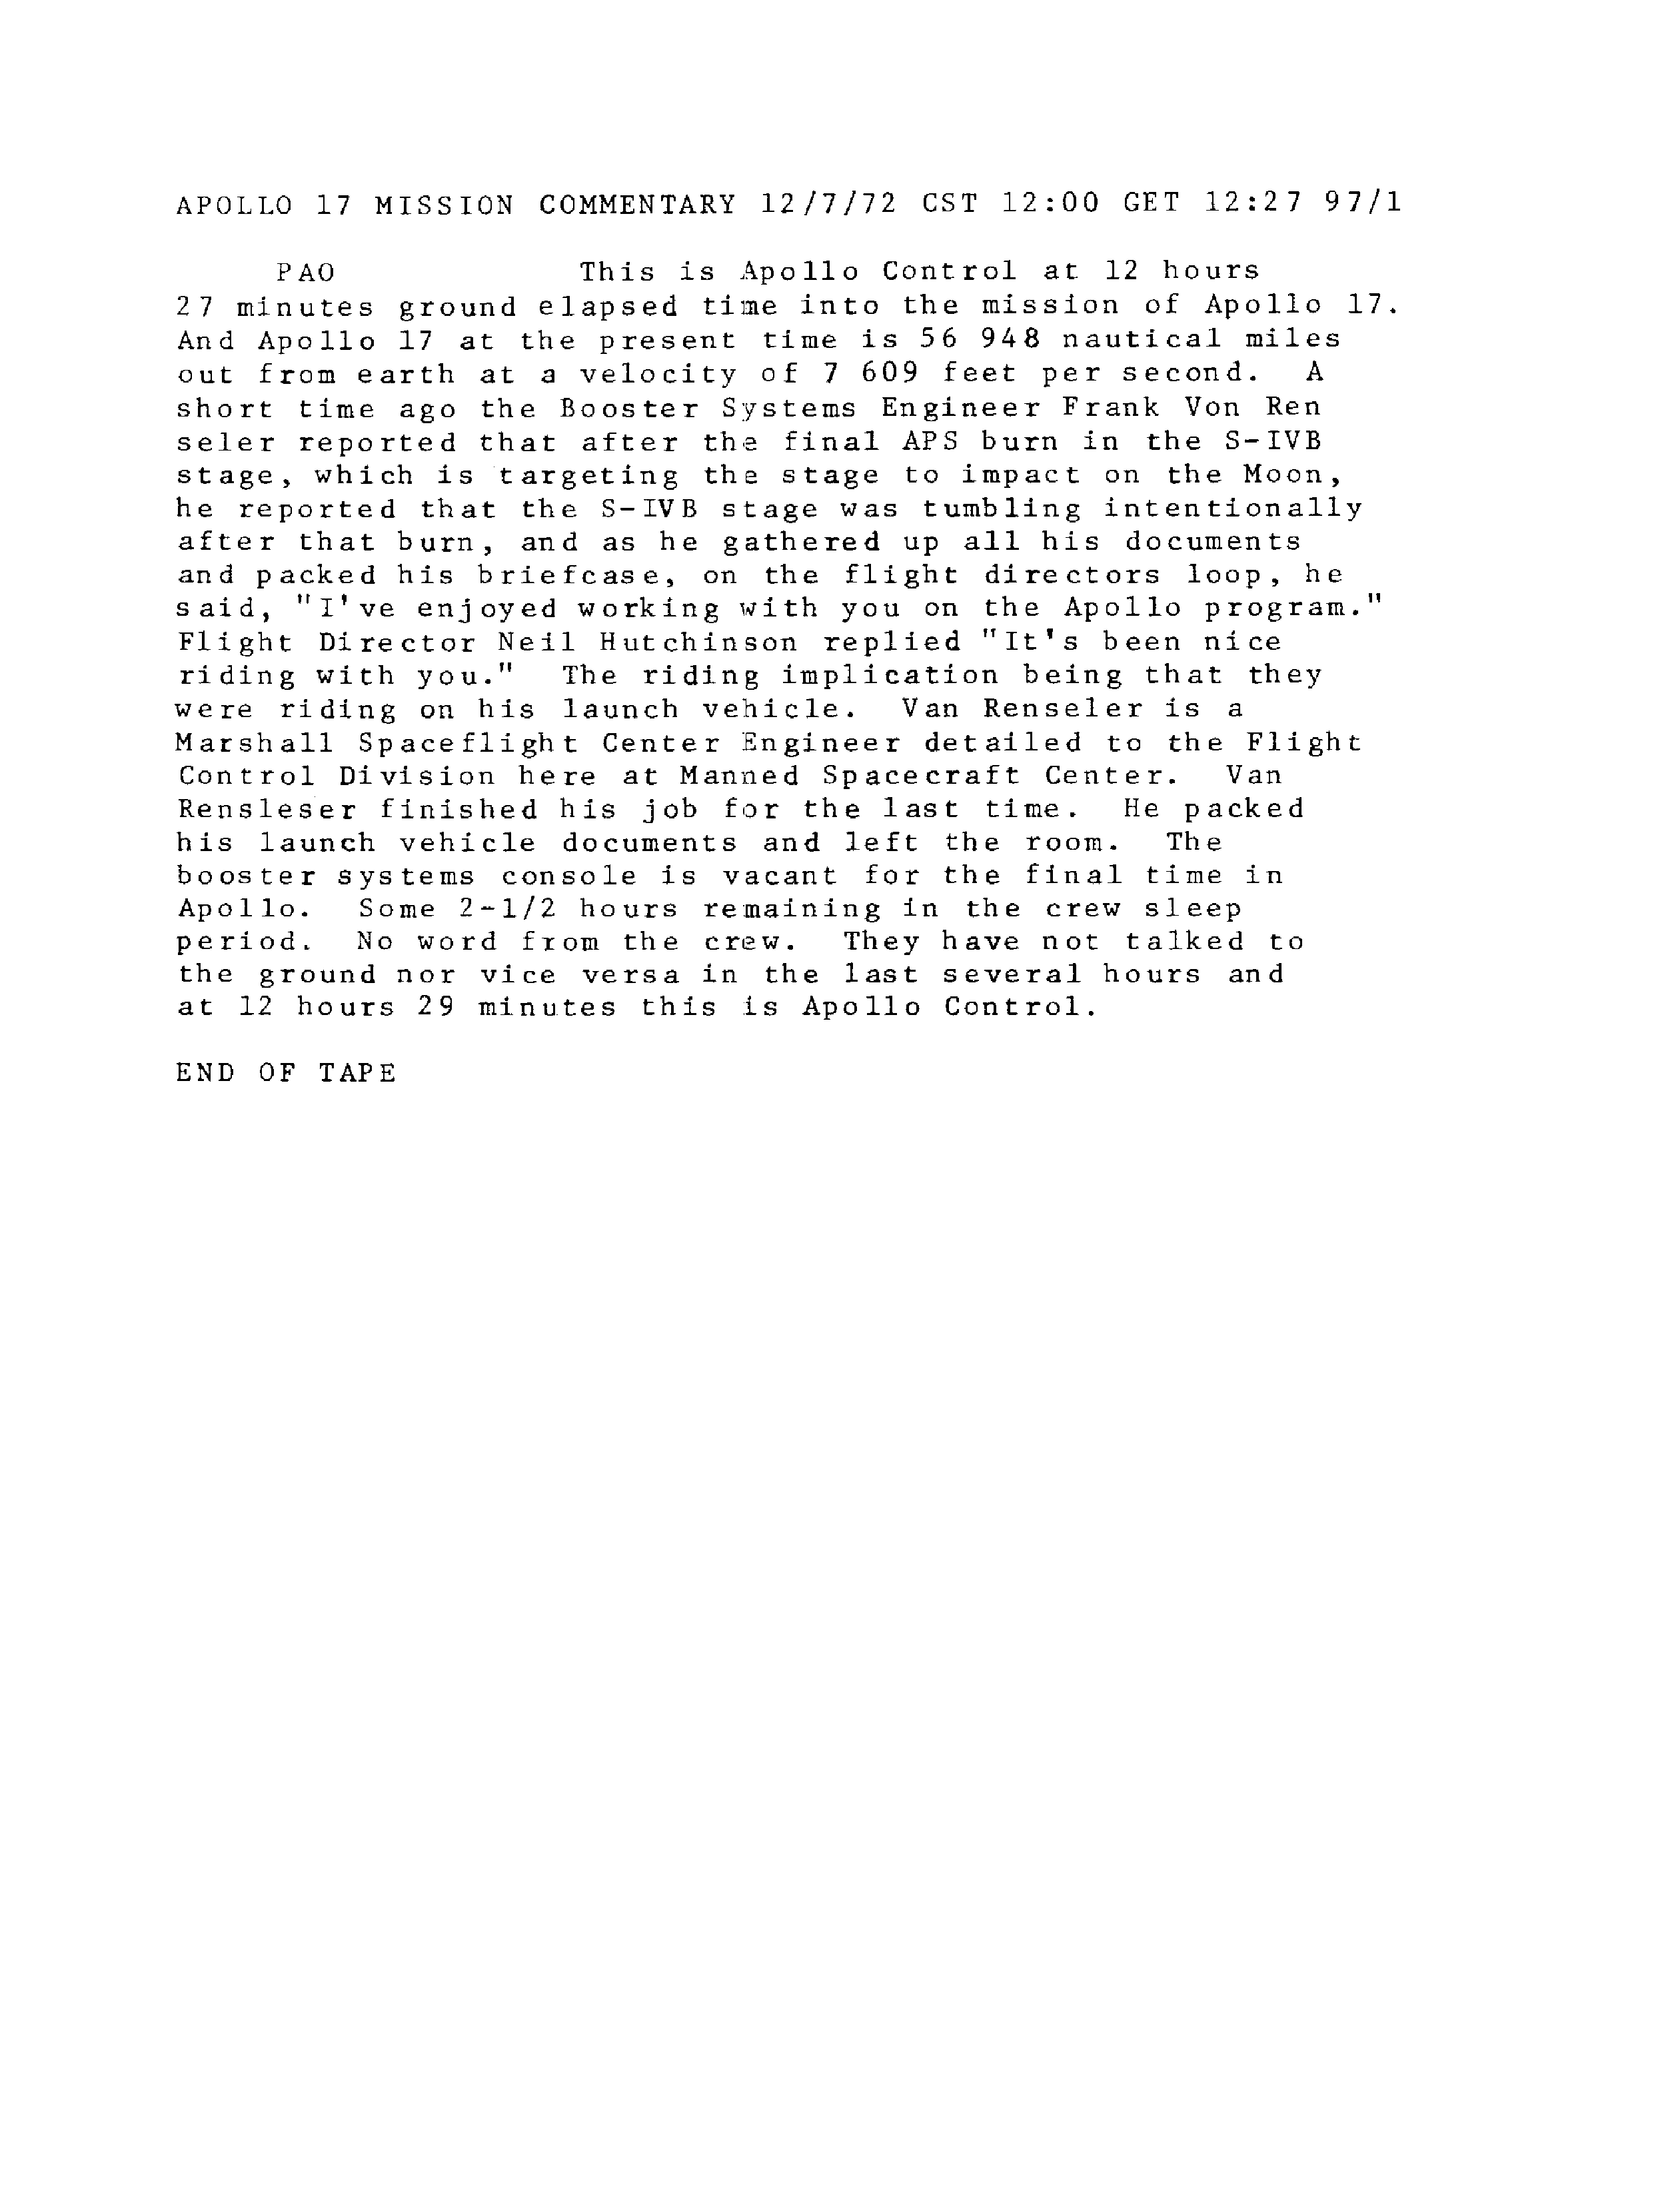 APOLLO 17 MISSION COMMENTARY 12/7/72 CST 12:00 GET 12:27 97/1
PAO This is Apollo Control at 12 hours
27 minutes ground elapsed time into the mission of Apollo 17.
And Apollo 17 at the present time is 56 948 nautical miles
out from earth at a velocity of 7 609 feet per second. A
short time ago the Booster Systems Engineer Frank Von Ren
seler reported that after the final APS burn in the S-IVB
stage, which is targeting the stage to impact on the Moon,
he reported that the S-IVB stage was tumbling intentionally
after that burn, and as he gathered up all his documents
and packed his briefcase, on the flight directors loop, he
said, "I've enjoyed working with you on the Apollo program."
Flight Director Neil Hutchinson replied "It's been nice
riding with you." The riding implication being that they
were riding on his launch vehicle. Van Renseler is a
Marshall Spaceflight Center Engineer detailed to the Flight
Control Division here at Manned Spacecraft Center. Van
Rensleser finished his job for the last time. He packed
his launch vehicle documents and left the room. The
booster systems console is vacant for the final time in
Apollo. Some 2-1/2 hours remaining in the crew sleep
period. No word from the crew. They have not talked to
the ground nor vice versa in the last several hours and
at 12 hours 29 minutes this is Apollo Control.
END OF TAPE